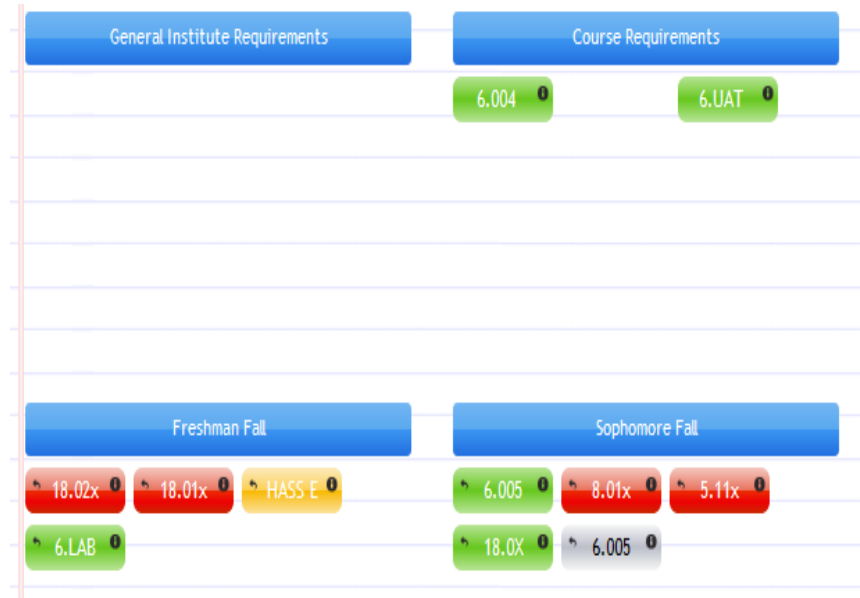 General Institute Requirements
Course Requirements
6.004 6.UAT
Freshman Fall
18.02x 18.01x HASS E
6.LAB
Sophomore Fall
6.005 8.01x 5.11x
18.0X 6.005